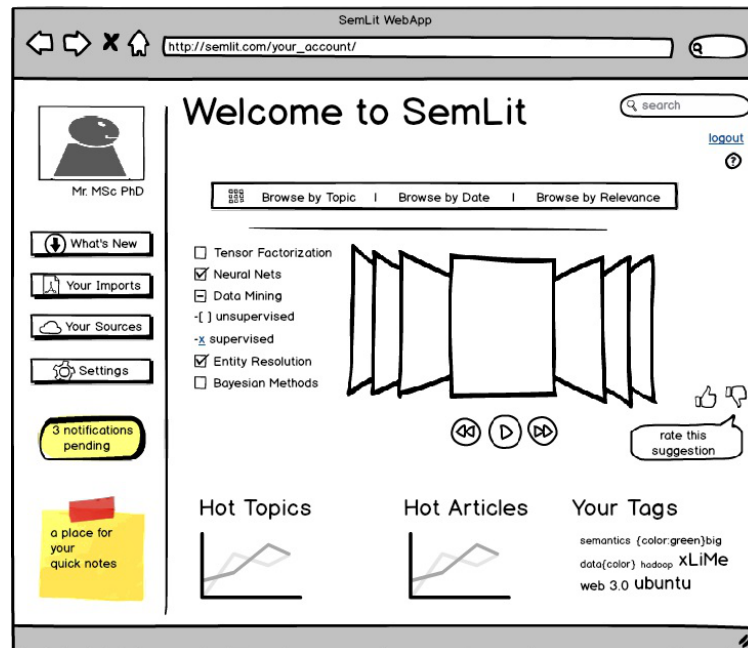 SemLit WebApp
http://semlit.com/your_account/
Welcome to SemLit
search
logout
?
Mr. MSc PhD
What's New
Your Imports
Your Sources
Settings
3 notifications
pending
a place for
your
quick notes
Browse by Topic | Browse by Date | Browse by Relevance
Tensor Factorization
Neural Nets
Data Mining
-[ ] unsupervised
-x supervised
Entity Resolution
Bayesian Methods
rate this
suggestion
Hot Topics
Hot Articles
Your Tags
semantics {color:green}big
data{color} hadoop xLiMe
web 3.0 ubuntu